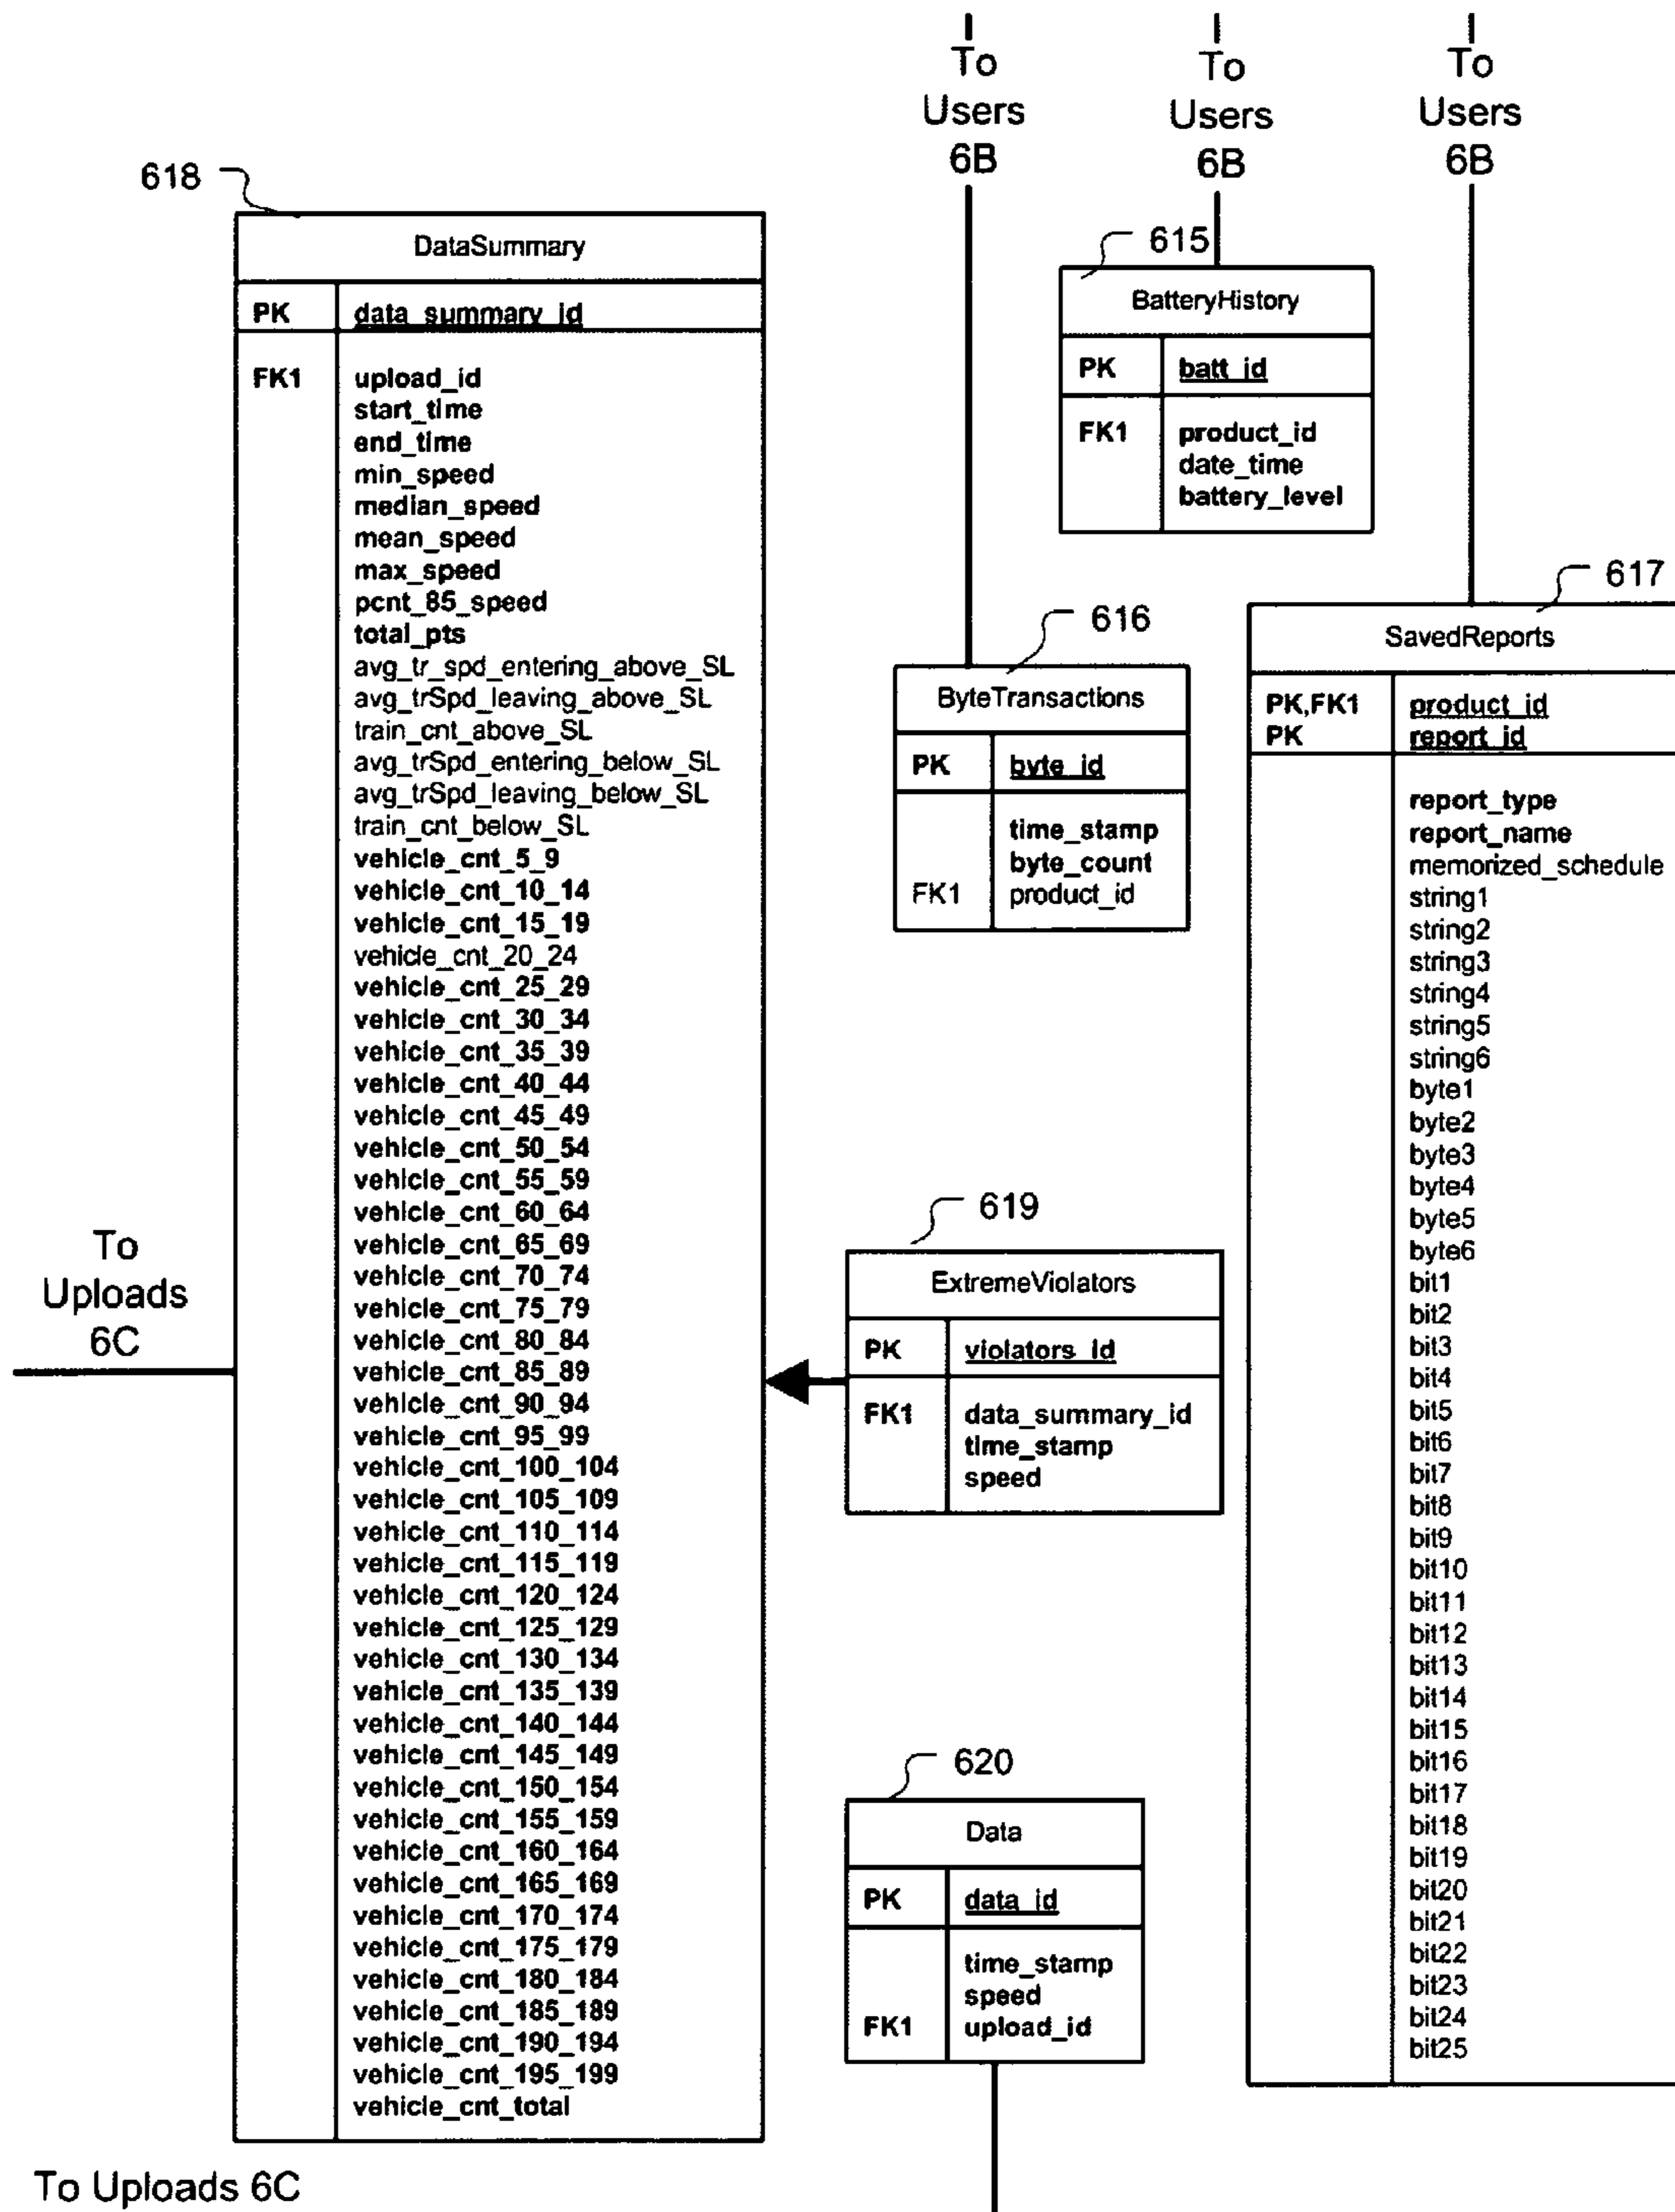 To
Users
6B
To
Users
6B
To
Users
6B
618
DataSummary
PK data_summary_id
FK1 upload_id
start_time
end_time
min_speed
median_speed
mean_speed
max_speed
pcnt_85_speed
total_pts
avg_tr_spd_entering_above_SL
avg_trSpd_leaving_above_SL
train_cnt_above_SL
avg_trSpd_entering_below_SL
avg_trSpd_leaving_below_SL
train_cnt_below_SL
vehicle_cnt_5_9
vehicle_cnt_10_14
vehicle_cnt_15_19
vehicle_cnt_20_24
vehicle_cnt_25_29
vehicle_cnt_30_34
vehicle_cnt_35_39
vehicle_cnt_40_44
vehicle_cnt_45_49
vehicle_cnt_50_54
vehicle_cnt_55_59
vehicle_cnt_60_64
vehicle_cnt_65_69
vehicle_cnt_70_74
vehicle_cnt_75_79
vehicle_cnt_80_84
vehicle_cnt_85_89
vehicle_cnt_90_94
vehicle_cnt_95_99
vehicle_cnt_100_104
vehicle_cnt_105_109
vehicle_cnt_110_114
vehicle_cnt_115_119
vehicle_cnt_120_124
vehicle_cnt_125_129
vehicle_cnt_130_134
vehicle_cnt_135_139
vehicle_cnt_140_144
vehicle_cnt_145_149
vehicle_cnt_150_154
vehicle_cnt_155_159
vehicle_cnt_160_164
vehicle_cnt_165_169
vehicle_cnt_170_174
vehicle_cnt_175_179
vehicle_cnt_180_184
vehicle_cnt_185_189
vehicle_cnt_190_194
vehicle_cnt_195_199
vehicle_cnt_total
To
Uploads
6C
615
BatteryHistory
PK batt_id
FK1 product_id
date_time
battery_level
616
ByteTransactions
PK byte_id
time_stamp
byte_count
FK1 product_id
617
SavedReports
PK,FK1 product_id
PK report_id
report_type
report_name
memorized_schedule
string1
string2
string3
string4
string5
string6
byte1
byte2
byte3
byte4
byte5
byte6
bit1
bit2
bit3
bit4
bit5
bit6
bit7
bit8
bit9
bit10
bit11
bit12
bit13
bit14
bit15
bit16
bit17
bit18
bit19
bit20
bit21
bit22
bit23
bit24
bit25
619
ExtremeViolators
PK violators_id
FK1 data_summary_id
time_stamp
speed
620
Data
PK data_id
time_stamp
speed
FK1 upload_id
To Uploads 6C